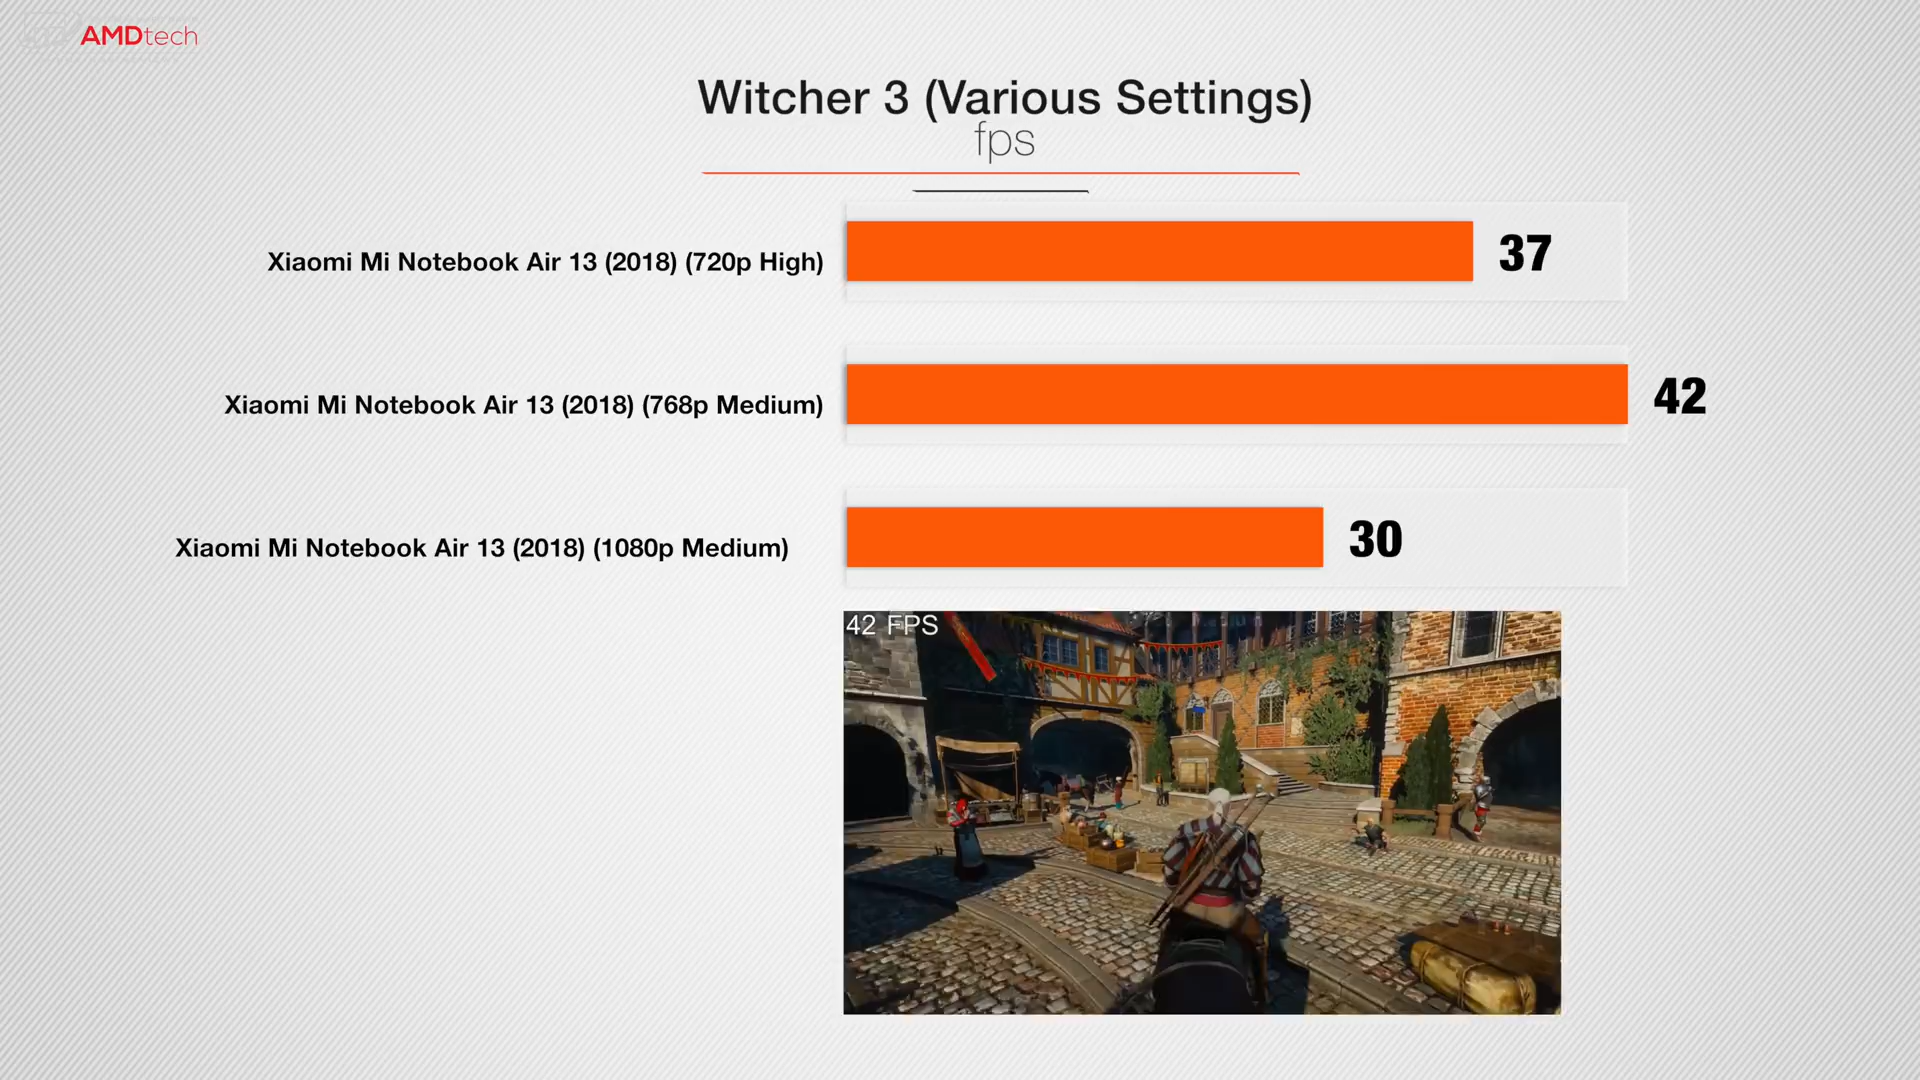 AMDtech
Witcher 3 (Various Settings)
fps
Xiaomi Mi Notebook Air 13 (2018) (720p High)
37
Xiaomi Mi Notebook Air 13 (2018) (768p Medium)
42
Xiaomi Mi Notebook Air 13 (2018) (1080p Medium)
30
42 FPS